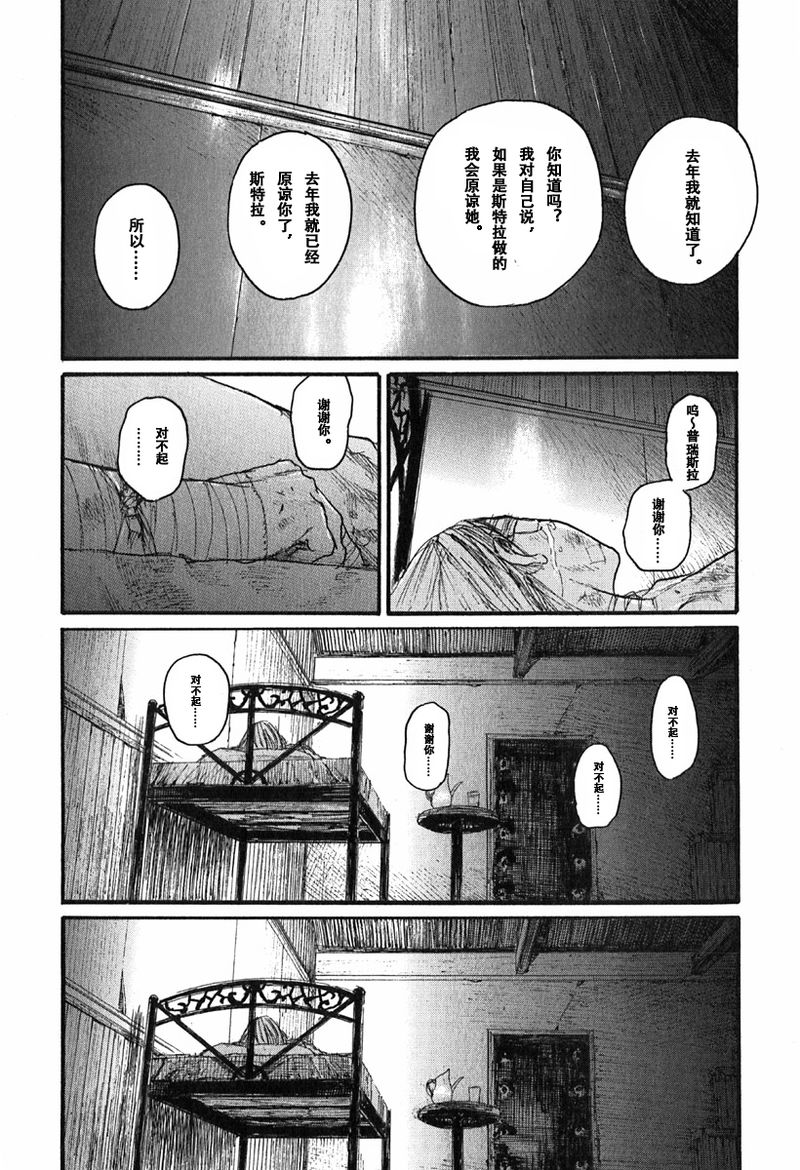 去年我就知道了。
你知道吗？
我对自己说，
如果是斯特拉做的
我会原谅她。
去年我就已经
原谅你了，
斯特拉。
所以……
呜～普瑞斯拉
谢谢你……
谢谢你。
对不起
………
对不起……
对不起……
谢谢你……
对不起……